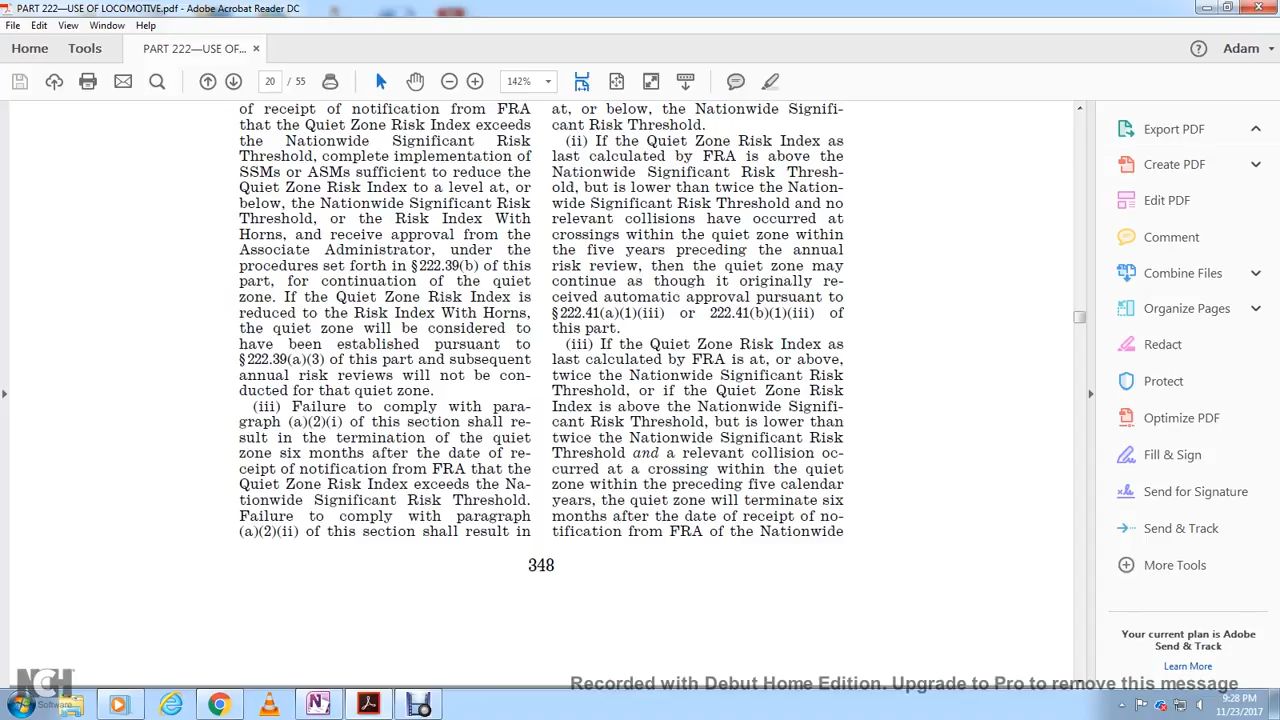 PART 222—USE OF LOCOMOTIVE.pdf - Adobe Acrobat Reader DC
File Edit View Window Help
Home Tools PART 222—USE OF... × ? Adam
20 / 55 142%
of receipt of notification from FRA
that the Quiet Zone Risk Index exceeds
the Nationwide Significant Risk
Threshold, complete implementation of
SSMs or ASMs sufficient to reduce the
Quiet Zone Risk Index to a level at, or
below, the Nationwide Significant Risk
Threshold, or the Risk Index With
Horns, and receive approval from the
Associate Administrator, under the
procedures set forth in §222.39(b) of this
part, for continuation of the quiet
zone. If the Quiet Zone Risk Index is
reduced to the Risk Index With Horns,
the quiet zone will be considered to
have been established pursuant to
§222.39(a)(3) of this part and subsequent
annual risk reviews will not be con-
ducted for that quiet zone.
(iii) Failure to comply with para-
graph (a)(2)(i) of this section shall re-
sult in the termination of the quiet
zone six months after the date of re-
ceipt of notification from FRA that the
Quiet Zone Risk Index exceeds the Na-
tionwide Significant Risk Threshold.
Failure to comply with paragraph
(a)(2)(ii) of this section shall result in
at, or below, the Nationwide Signifi-
cant Risk Threshold.
(ii) If the Quiet Zone Risk Index as
last calculated by FRA is above the
Nationwide Significant Risk Thresh-
old, but is lower than twice the Nation-
wide Significant Risk Threshold and no
relevant collisions have occurred at
crossings within the quiet zone within
the five years preceding the annual
risk review, then the quiet zone may
continue as though it originally re-
ceived automatic approval pursuant to
§222.41(a)(1)(iii) or 222.41(b)(1)(iii) of
this part.
(iii) If the Quiet Zone Risk Index as
last calculated by FRA is at, or above,
twice the Nationwide Significant Risk
Threshold, or if the Quiet Zone Risk
Index is above the Nationwide Signifi-
cant Risk Threshold, but is lower than
twice the Nationwide Significant Risk
Threshold and a relevant collision oc-
curred at a crossing within the quiet
zone within the preceding five calendar
years, the quiet zone will terminate six
months after the date of receipt of no-
tification from FRA of the Nationwide
348
Export PDF
Create PDF
Edit PDF
Comment
Combine Files
Organize Pages
Redact
Protect
Optimize PDF
Fill & Sign
Send for Signature
Send & Track
More Tools
Your current plan is Adobe
Send & Track
Learn More
NCH
Software
Recorded with Debut Home Edition. Upgrade to Pro to remove this message
9:28 PM
11/23/2017